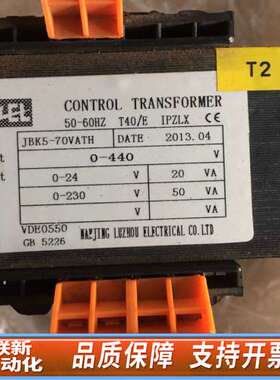 LEL
T2
CONTROL TRANSFORMER
50-60HZ T40/E IPZLX CE
JBK5-70VATH DATE 2013.04
t 0-440 V
t 0-24 V 20 VA
0-230 V 50 VA
VDE0550
GB 5226
NANJING LUZHOU ELECTRICAL CO.LTD
联新
动化
品质保障 支持开票